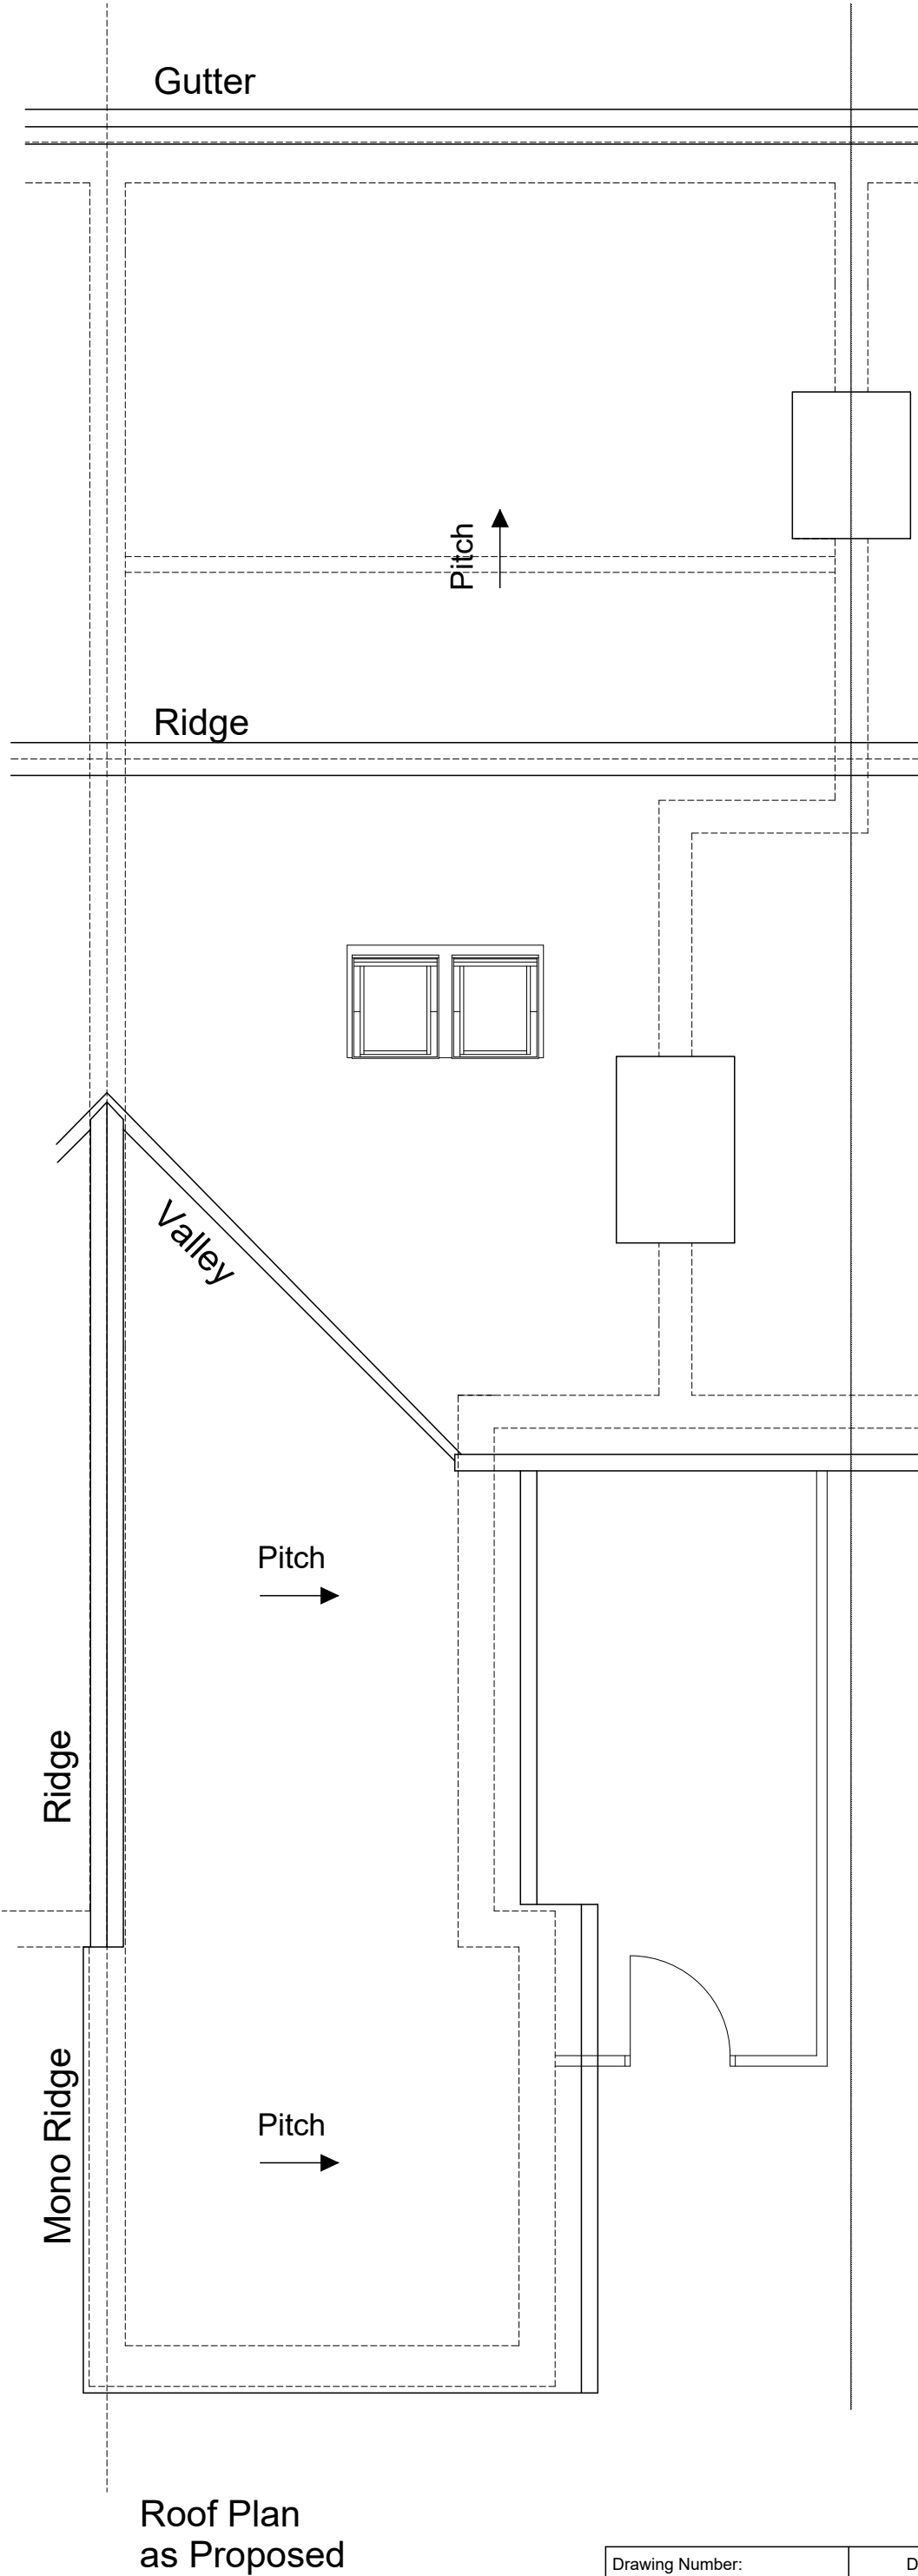 Gutter
Pitch
Ridge
Valley
Pitch
Ridge
Pitch
Mono Ridge
Roof Plan
as Proposed
Drawing Number:
D